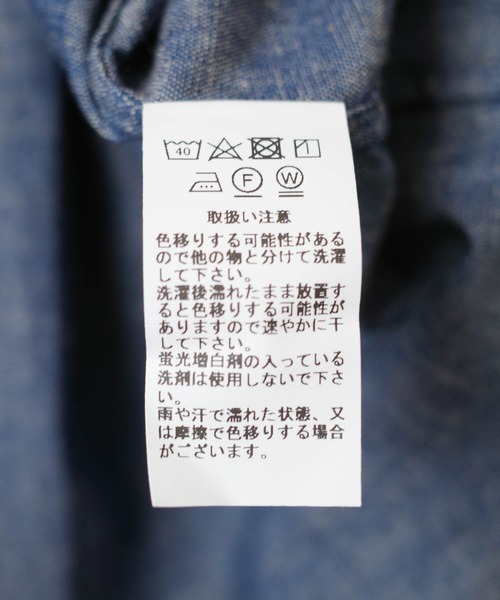 40
F W
取扱い注意
色移りする可能性がある
ので他の物と分けて洗濯
して下さい。
洗濯後濡れたまま放置す
ると色移りする可能性が
ありますので速やかに干
して下さい。
蛍光増白剤の入っている
洗剤は使用しないで下さ
い。
雨や汗で濡れた状態、又
は摩擦で色移りする場合
がございます。